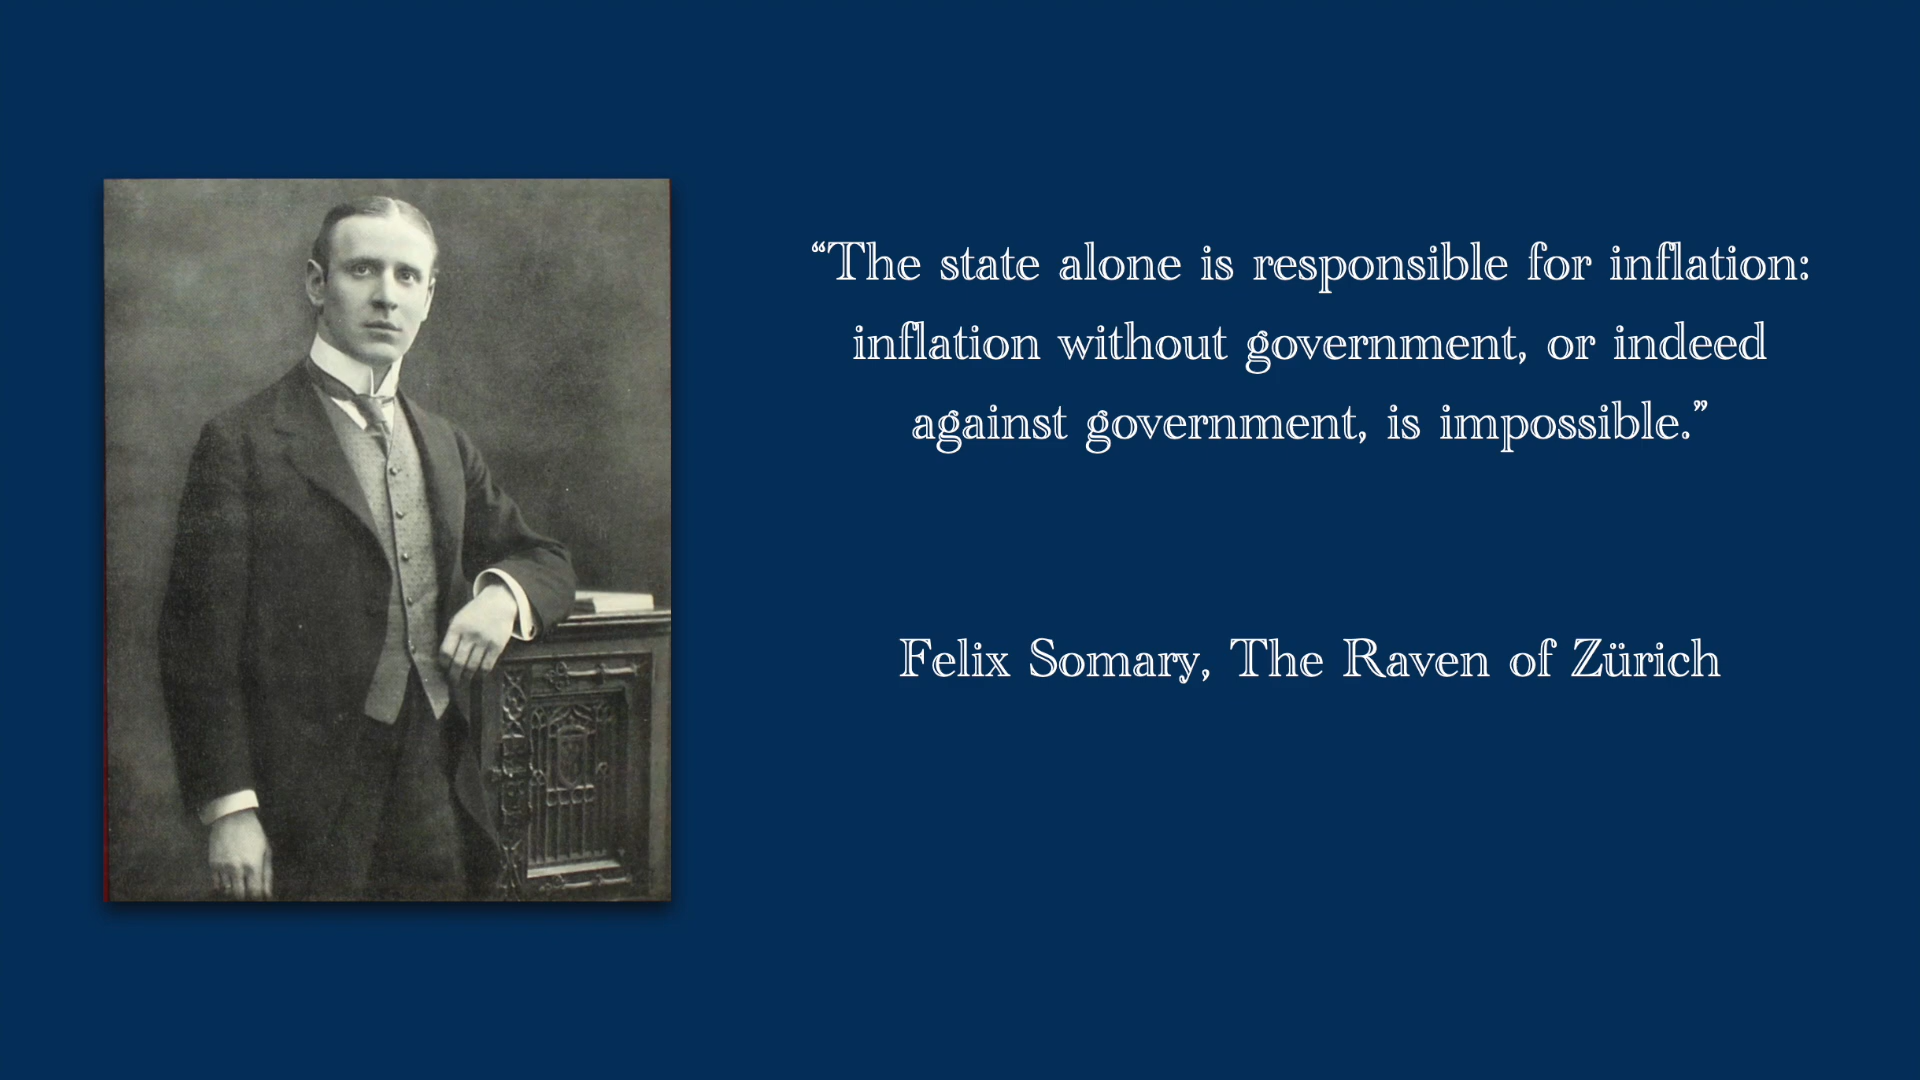 “The state alone is responsible for inflation:
inflation without government, or indeed
against government, is impossible.”
Felix Somary, The Raven of Zürich